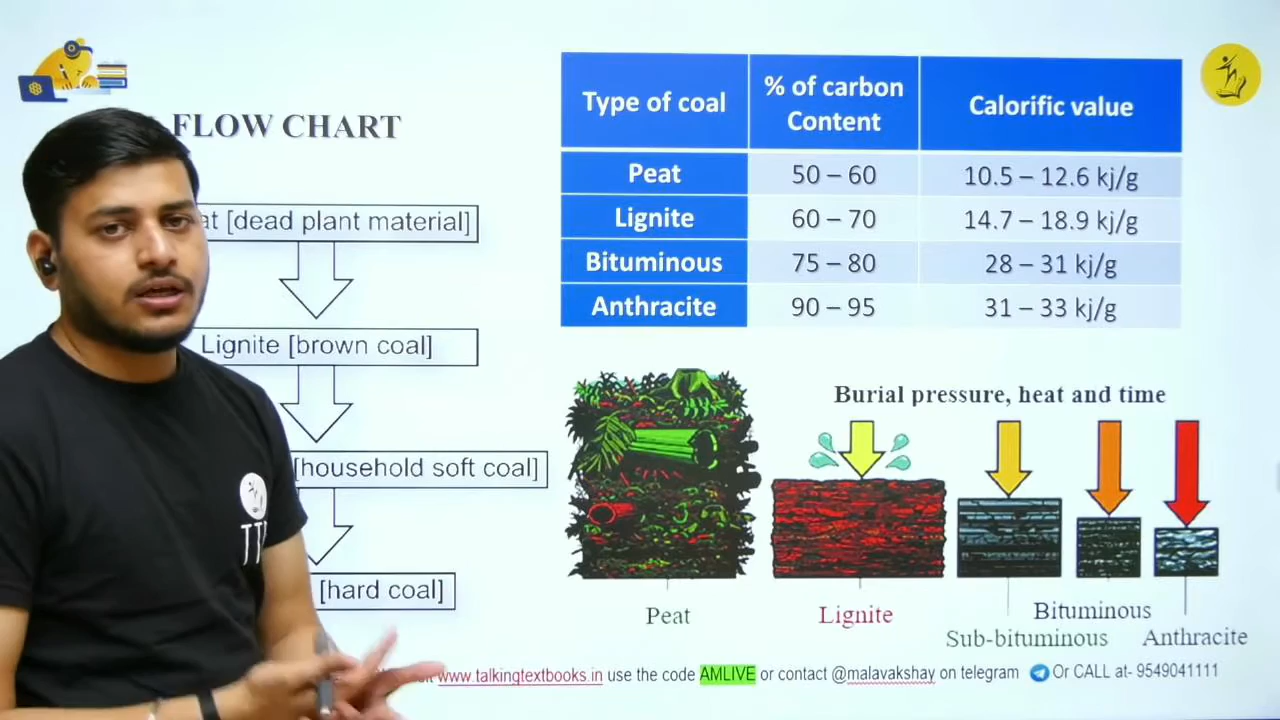 FLOW CHART
at [dead plant material]
Lignite [brown coal]
[household soft coal]
[hard coal]
Type of coal
% of carbon
Content
Calorific value
Peat
50 – 60
10.5 – 12.6 kj/g
Lignite
60 – 70
14.7 – 18.9 kj/g
Bituminous
75 – 80
28 – 31 kj/g
Anthracite
90 – 95
31 – 33 kj/g
Burial pressure, heat and time
Peat
Lignite
Bituminous
Sub-bituminous
Anthracite
www.talkingtextbooks.in use the code AMLIVE or contact @malavakshay on telegram Or CALL at- 9549041111